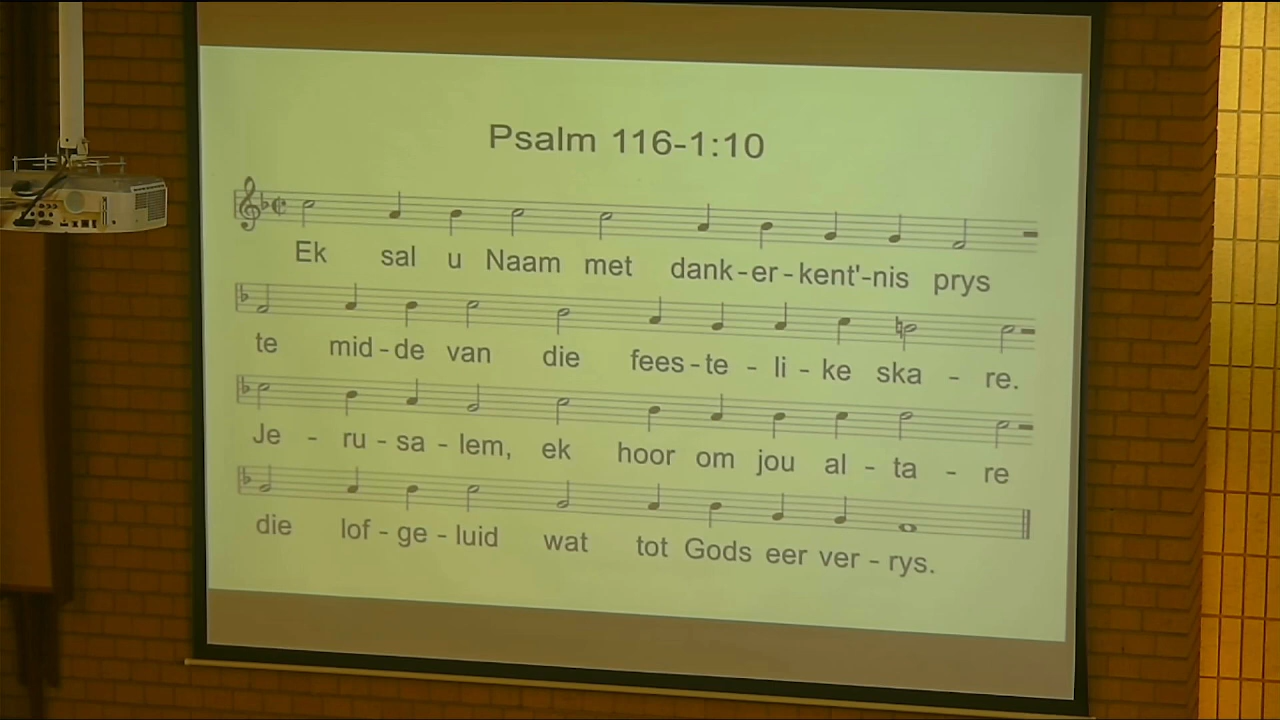 Psalm 116-1:10
Ek sal u Naam met dank-er-kent'-nis prys
te mid-de van die fees-te - li - ke ska - re.
Je - ru - sa - lem, ek hoor om jou al - ta - re
die lof - ge - luid wat tot Gods eer ver - rys.